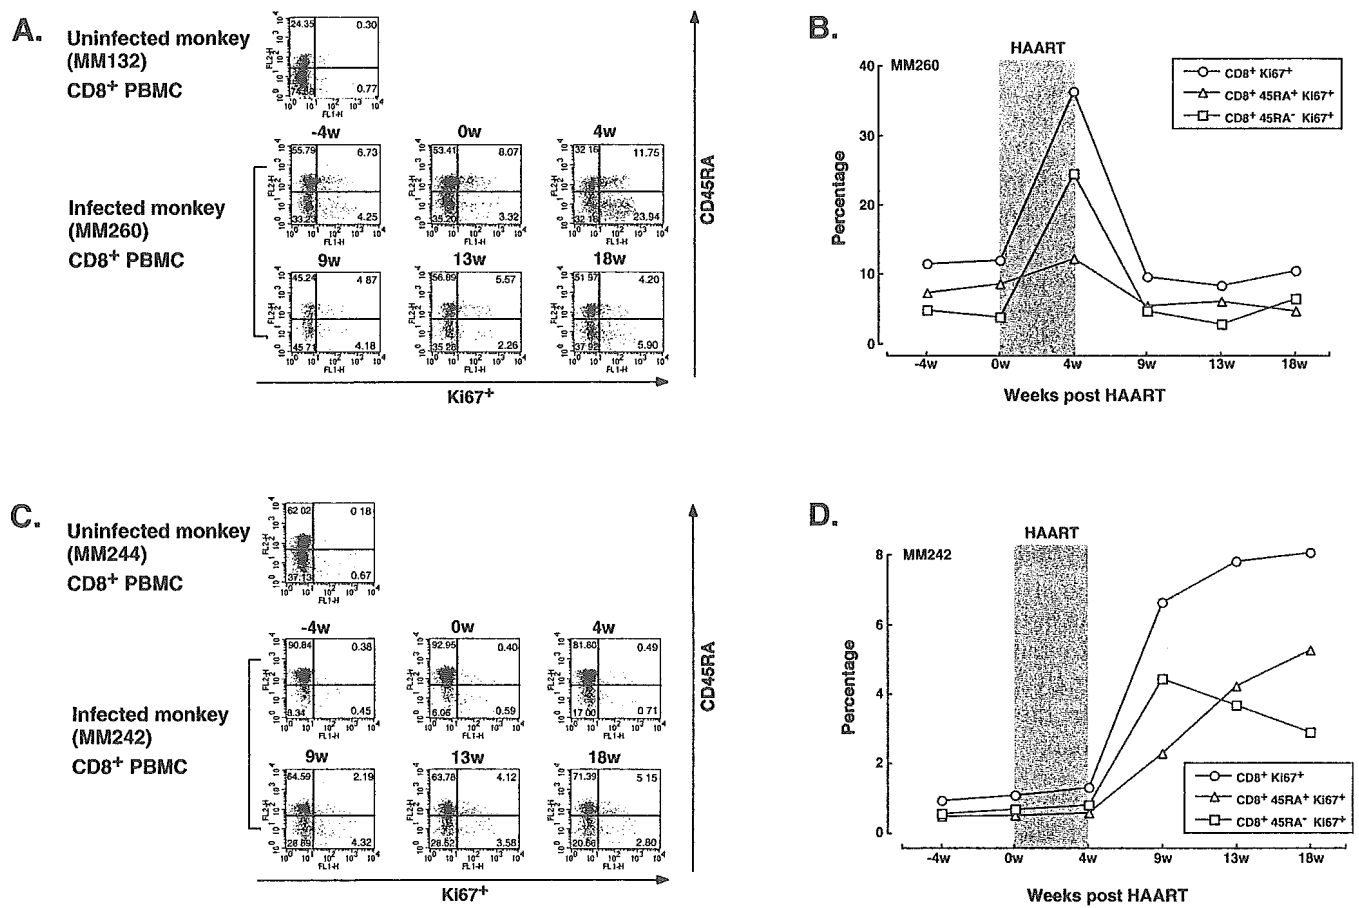 A.
Uninfected monkey
(MM132)
CD8+ PBMC
24.35 0.30
0.77
FL2-H
FL1-H
-4w 0w 4w
55.79 6.73
33.23 4.25
53.41 8.07
35.20 3.32
32 16 11.75
32 16 23.94
Infected monkey
(MM260)
CD8+ PBMC
9w 13w 18w
45.24 4 87
45 71 4.18
56.89 5.57
35 28 2.26
51 97 4.20
37 92 5.90
Ki67+
CD45RA
B.
HAART
MM260
CD8+ Ki67+
CD8+ 45RA+ Ki67+
CD8+ 45RA- Ki67+
40
30
20
10
0
Percentage
-4w 0w 4w 9w 13w 18w
Weeks post HAART
C.
Uninfected monkey
(MM244)
CD8+ PBMC
62 02 0 18
37.13 0.67
FL2-H
FL1-H
-4w 0w 4w
90.84 0.38
8.34 0.45
92.95 0.40
6.06 0.59
81.60 0.49
17 00 0 71
Infected monkey
(MM242)
CD8+ PBMC
9w 13w 18w
64.59 2.19
28 89 4.32
63.78 4.12
28.52 3.58
71.39 5 15
20.66 2.80
Ki67+
CD45RA
D.
HAART
MM242
8
6
4
2
0
Percentage
CD8+ Ki67+
CD8+ 45RA+ Ki67+
CD8+ 45RA- Ki67+
-4w 0w 4w 9w 13w 18w
Weeks post HAART